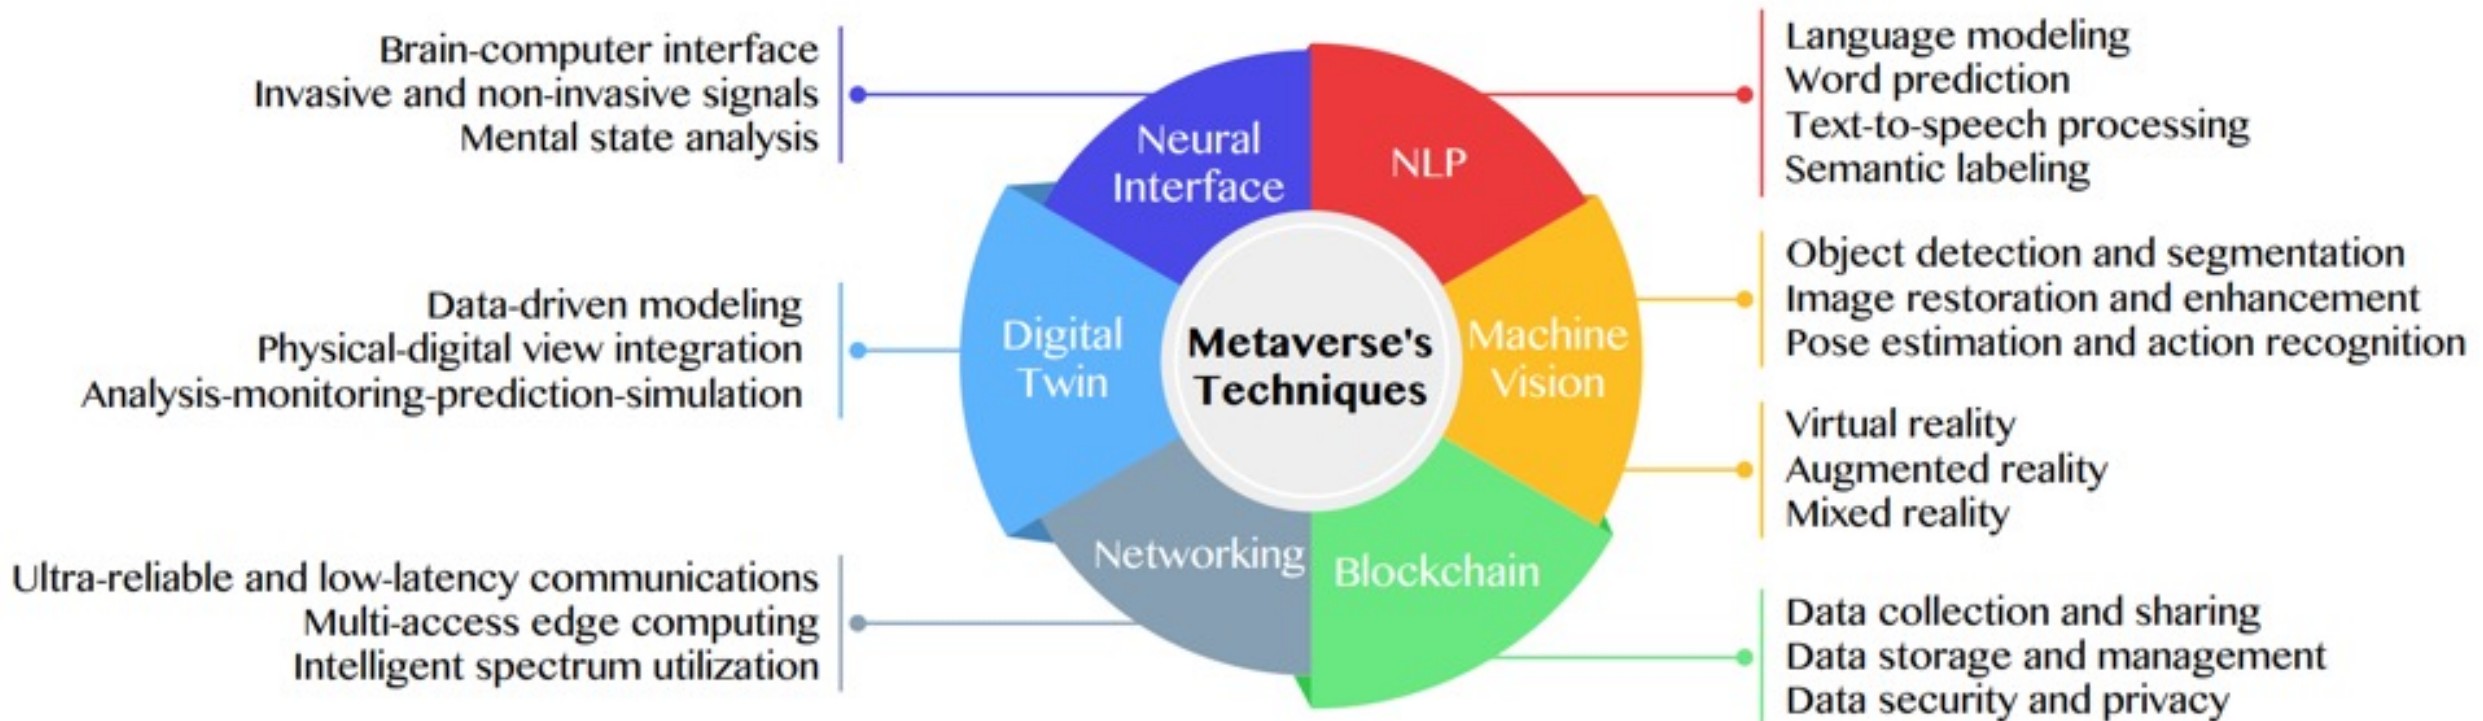 Brain-computer interface
Invasive and non-invasive signals
Mental state analysis
Data-driven modeling
Physical-digital view integration
Analysis-monitoring-prediction-simulation
Ultra-reliable and low-latency communications
Multi-access edge computing
Intelligent spectrum utilization
Neural
Interface
NLP
Digital
Twin
Metaverse's
Techniques
Machine
Vision
Networking
Blockchain
Language modeling
Word prediction
Text-to-speech processing
Semantic labeling
Object detection and segmentation
Image restoration and enhancement
Pose estimation and action recognition
Virtual reality
Augmented reality
Mixed reality
Data collection and sharing
Data storage and management
Data security and privacy